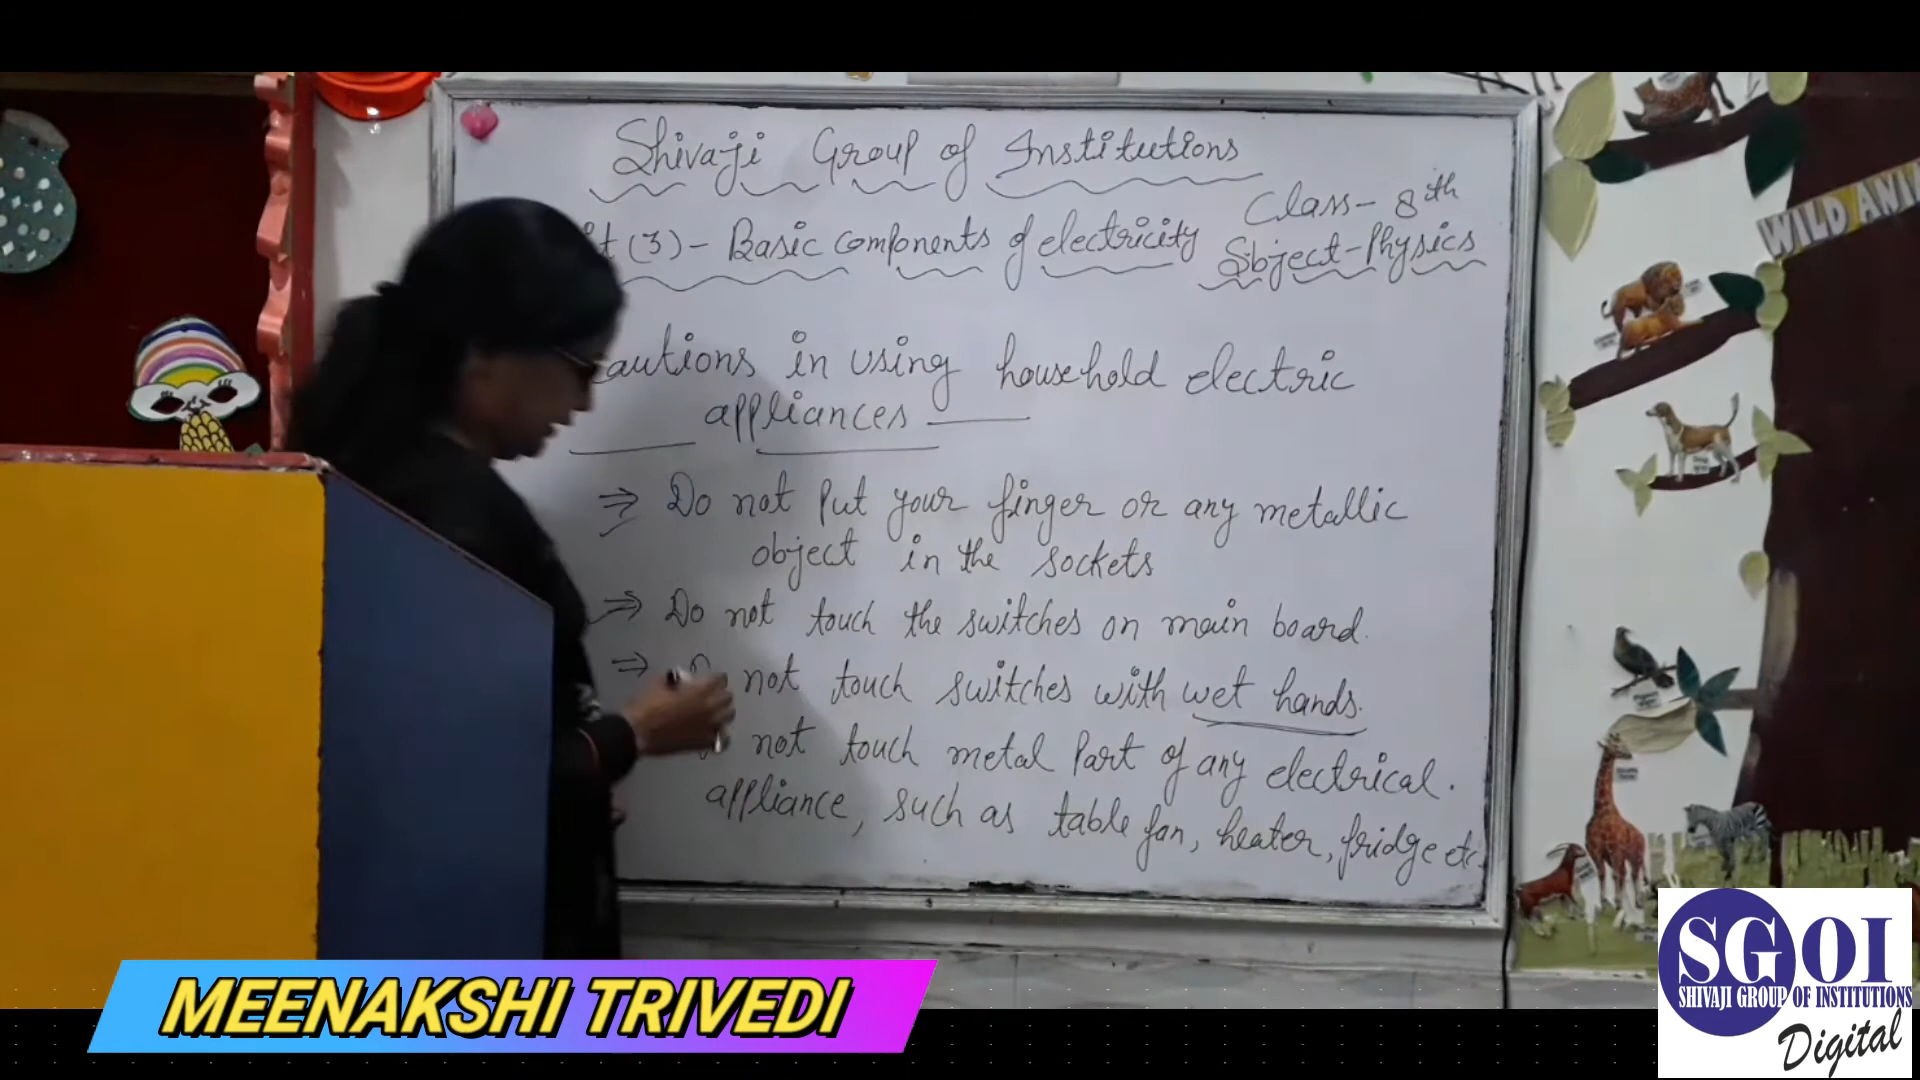 Shivaji Group of Institutions
Class- 8th
(3) - Basic components of electricity
Sbject-Physics
cautions in using household electric
appliances
⇒ Do not put your finger or any metallic
object in the sockets
⇒ Do not touch the switches on main board.
⇒ not touch switches with wet hands.
not touch metal part of any electrical.
appliance, such as table fan, heater, fridge etc.
WILD ANI
MEENAKSHI TRIVEDI
SGOI
SHIVAJI GROUP OF INSTITUTIONS
Digital